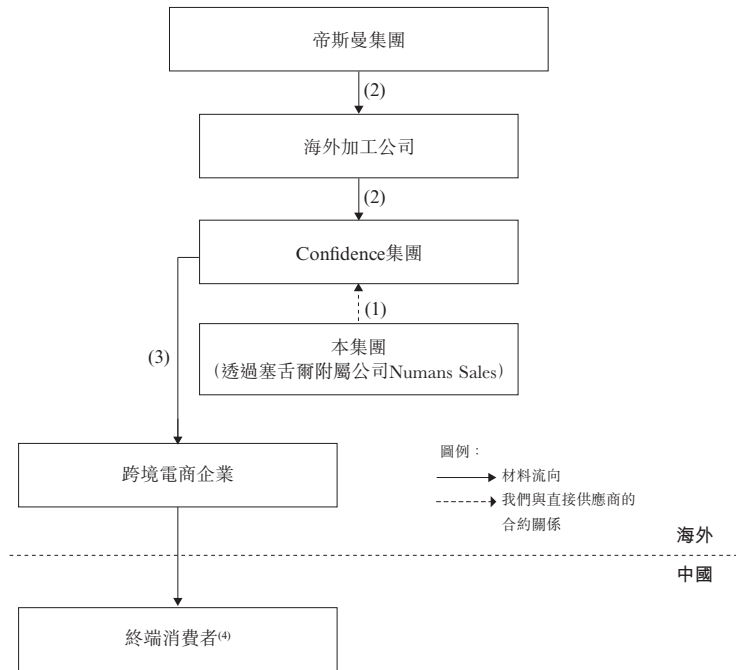 帝斯曼集團
(2)
海外加工公司
(2)
Confidence集團
(1)
本集團
（透過塞舌爾附屬公司Numans Sales）
(3)
跨境電商企業
圖例：
材料流向
我們與直接供應商的
合約關係
海外
中國
終端消費者(4)